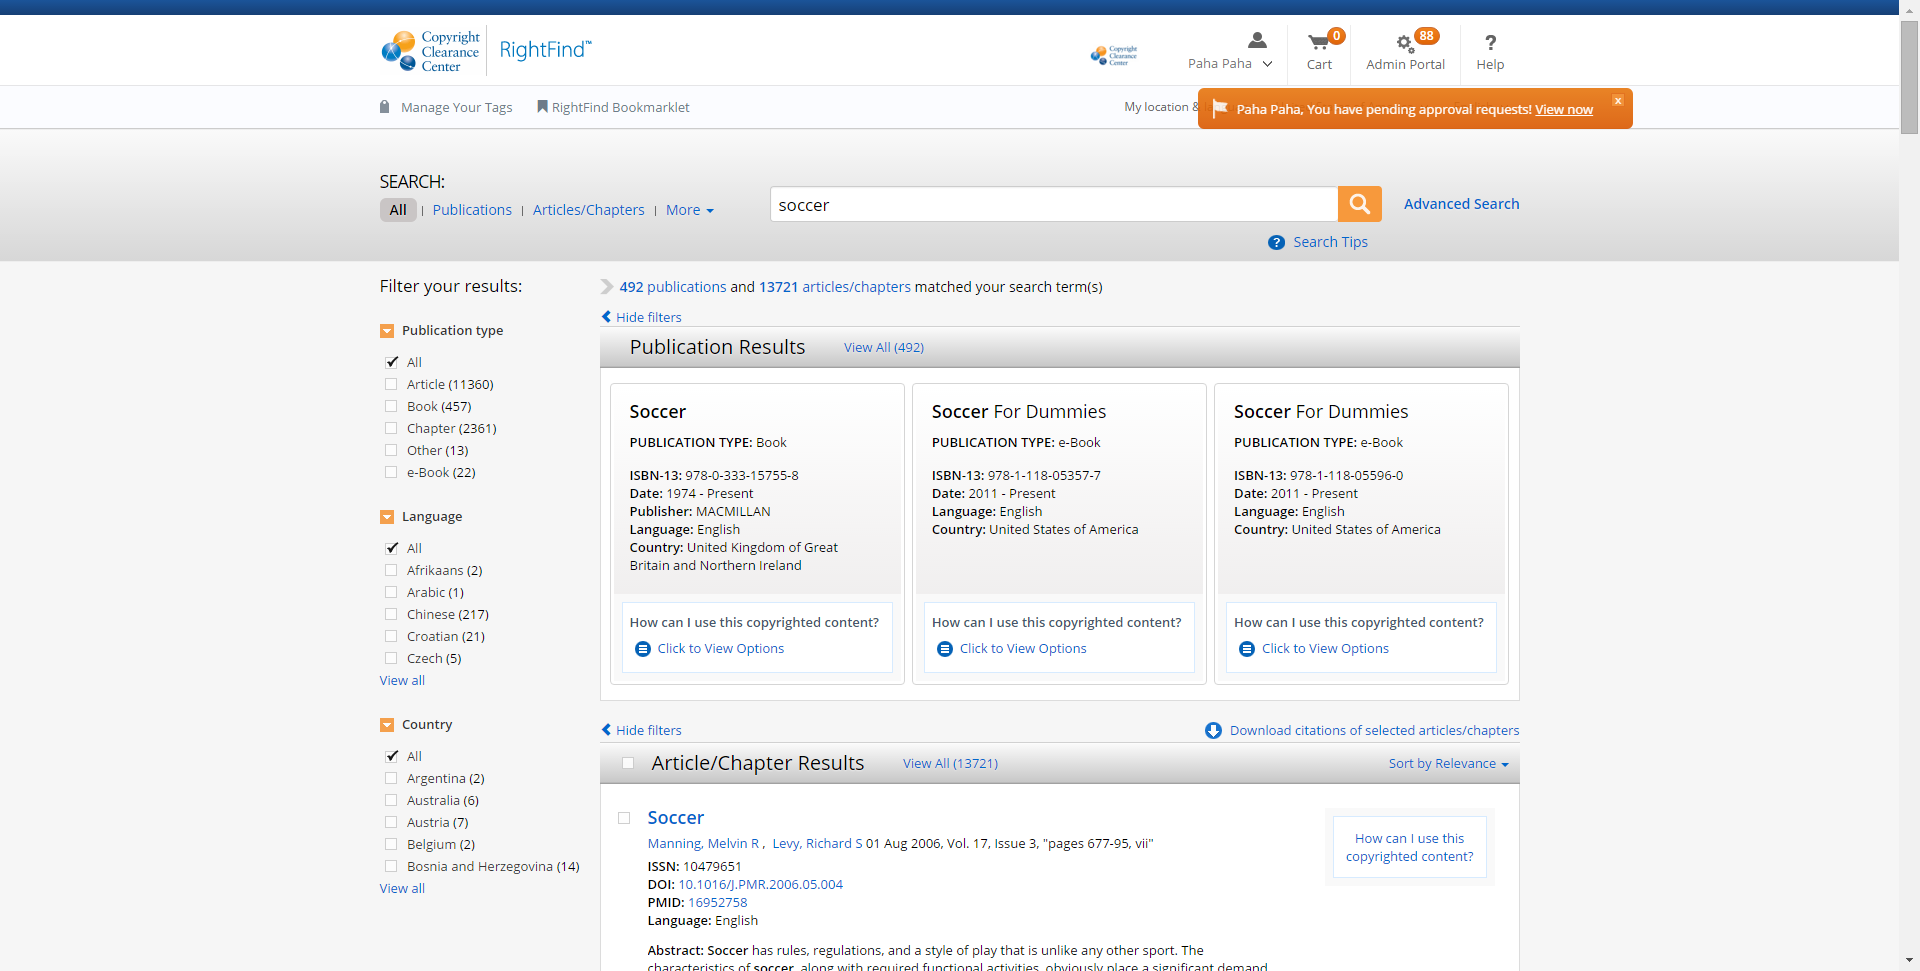 Copyright
Clearance
Center
RightFind™
Copyright
Clearance
Center
Paha Paha
0
Cart
88
Admin Portal
?
Help
Manage Your Tags
RightFind Bookmarklet
My location &
Paha Paha, You have pending approval requests! View now
x
SEARCH:
All | Publications | Articles/Chapters | More
soccer
Advanced Search
? Search Tips
Filter your results:
Publication type
All
Article (11360)
Book (457)
Chapter (2361)
Other (13)
e-Book (22)
Language
All
Afrikaans (2)
Arabic (1)
Chinese (217)
Croatian (21)
Czech (5)
View all
Country
All
Argentina (2)
Australia (6)
Austria (7)
Belgium (2)
Bosnia and Herzegovina (14)
View all
492 publications and 13721 articles/chapters matched your search term(s)
Hide filters
Publication Results View All (492)
Soccer
PUBLICATION TYPE: Book
ISBN-13: 978-0-333-15755-8
Date: 1974 - Present
Publisher: MACMILLAN
Language: English
Country: United Kingdom of Great
Britain and Northern Ireland
How can I use this copyrighted content?
Click to View Options
Soccer For Dummies
PUBLICATION TYPE: e-Book
ISBN-13: 978-1-118-05357-7
Date: 2011 - Present
Language: English
Country: United States of America
How can I use this copyrighted content?
Click to View Options
Soccer For Dummies
PUBLICATION TYPE: e-Book
ISBN-13: 978-1-118-05596-0
Date: 2011 - Present
Language: English
Country: United States of America
How can I use this copyrighted content?
Click to View Options
Hide filters
Download citations of selected articles/chapters
Article/Chapter Results View All (13721)
Sort by Relevance
Soccer
Manning, Melvin R , Levy, Richard S 01 Aug 2006, Vol. 17, Issue 3, "pages 677-95, vii"
ISSN: 10479651
DOI: 10.1016/J.PMR.2006.05.004
PMID: 16952758
Language: English
How can I use this
copyrighted content?
Abstract: Soccer has rules, regulations, and a style of play that is unlike any other sport. The
characteristics of soccer, along with required functional activities, obviously place a significant demand